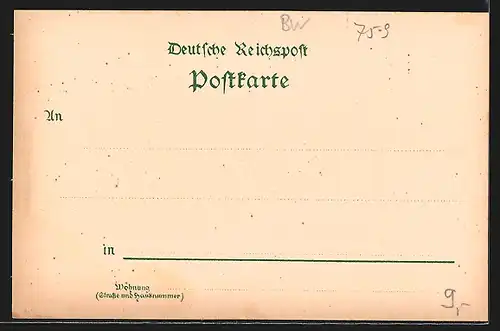 BW 75-9
Deutsche Reichspost
Postkarte
An
in
Wohnung
(Straße und Hausnummer)
9,-